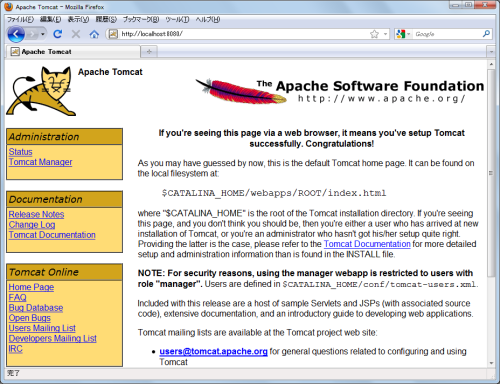 Apache Tomcat - Mozilla Firefox
ファイル(F) 編集(E) 表示(V) 履歴(S) ブックマーク(B) ツール(T) ヘルプ(H)
http://localhost:8080/
Google
Apache Tomcat
Apache Tomcat
The Apache Software Foundation
http://www.apache.org/
Administration
Status
Tomcat Manager
Documentation
Release Notes
Change Log
Tomcat Documentation
Tomcat Online
Home Page
FAQ
Bug Database
Open Bugs
Users Mailing List
Developers Mailing List
IRC
If you're seeing this page via a web browser, it means you've setup Tomcat
successfully. Congratulations!
As you may have guessed by now, this is the default Tomcat home page. It can be found on
the local filesystem at:
$CATALINA_HOME/webapps/ROOT/index.html
where "$CATALINA_HOME" is the root of the Tomcat installation directory. If you're seeing
this page, and you don't think you should be, then you're either a user who has arrived at new
installation of Tomcat, or you're an administrator who hasn't got his/her setup quite right.
Providing the latter is the case, please refer to the Tomcat Documentation for more detailed
setup and administration information than is found in the INSTALL file.
NOTE: For security reasons, using the manager webapp is restricted to users with
role "manager". Users are defined in $CATALINA_HOME/conf/tomcat-users.xml.
Included with this release are a host of sample Servlets and JSPs (with associated source
code), extensive documentation, and an introductory guide to developing web applications.
Tomcat mailing lists are available at the Tomcat project web site:
• users@tomcat.apache.org for general questions related to configuring and using
Tomcat
完了